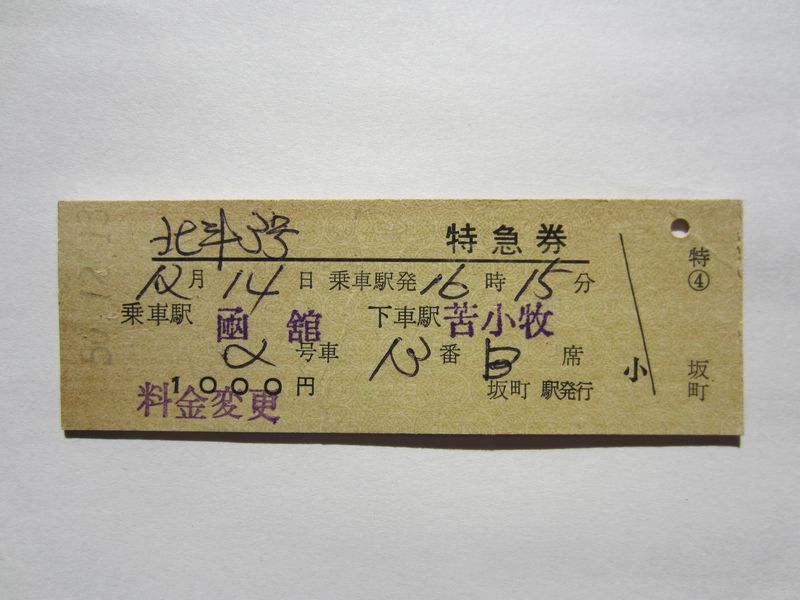 北斗3号 特急券
12月14日 乗車駅発16時15分
乗車駅 函舘 下車駅 苫小牧
2号車 13番B席
1000円 坂町駅発行
料金変更
小
特④
坂町